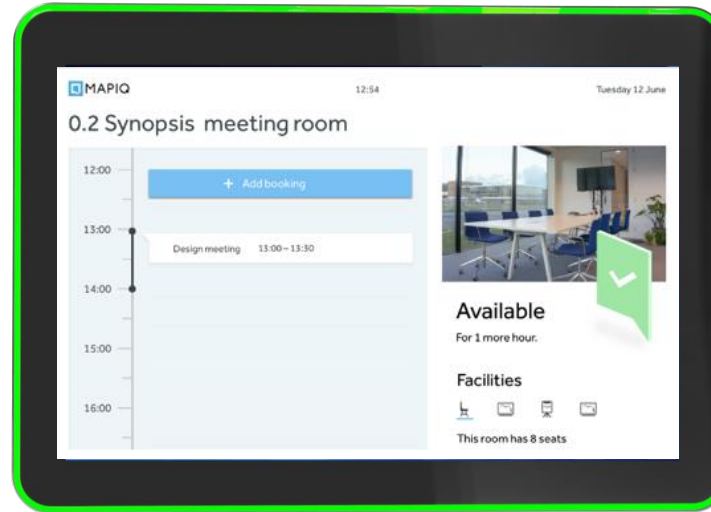 MAPIQ
12:54
Tuesday 12 June
0.2 Synopsis meeting room
12:00
+ Add booking
13:00
Design meeting 13:00–13:30
14:00
15:00
16:00
Available
For 1 more hour.
Facilities
This room has 8 seats